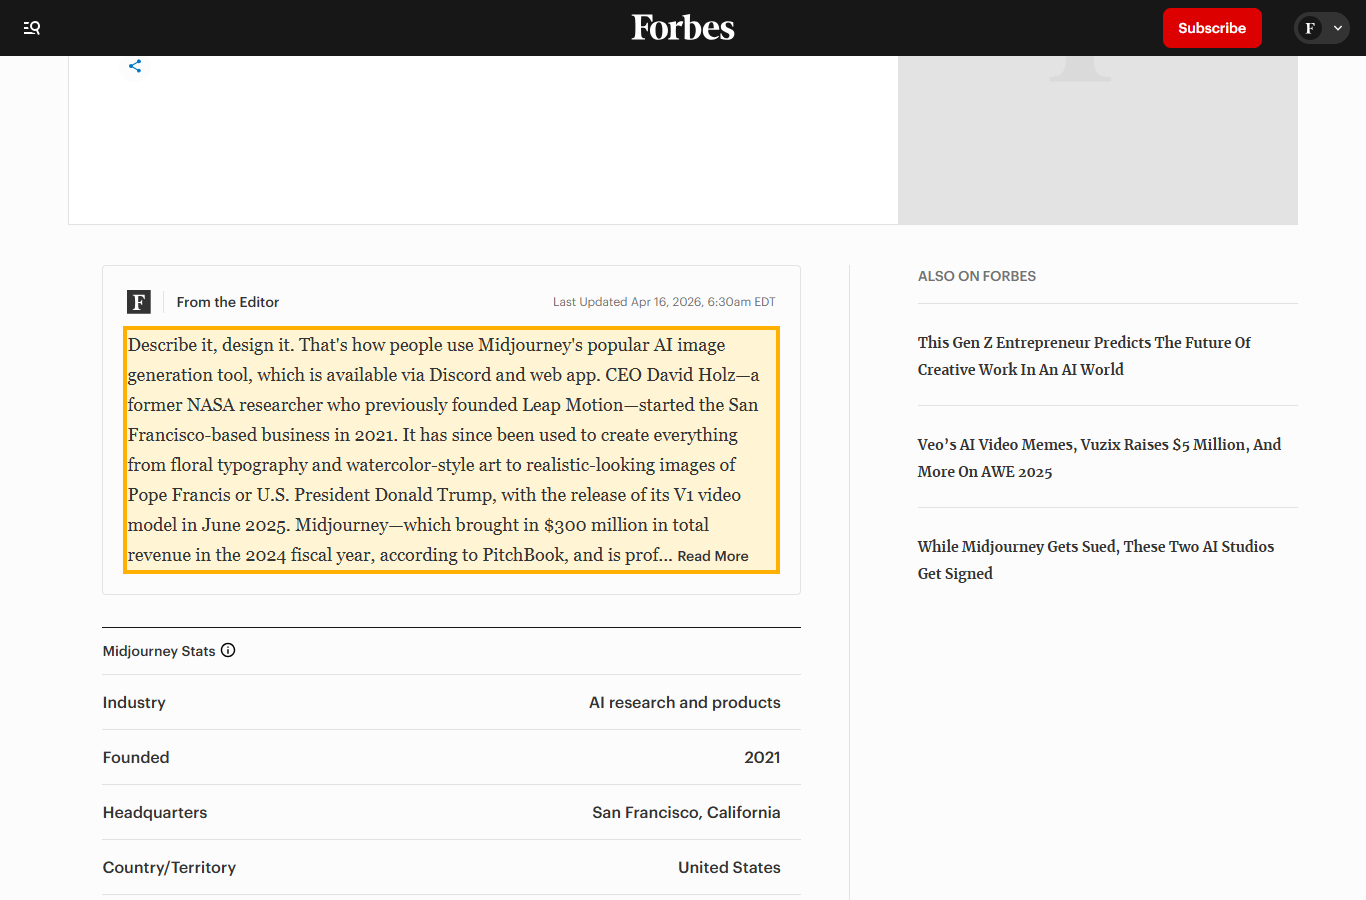 Forbes
Subscribe
F
F
From the Editor
Last Updated Apr 16, 2026, 6:30am EDT
Describe it, design it. That's how people use Midjourney's popular AI image
generation tool, which is available via Discord and web app. CEO David Holz—a
former NASA researcher who previously founded Leap Motion—started the San
Francisco-based business in 2021. It has since been used to create everything
from floral typography and watercolor-style art to realistic-looking images of
Pope Francis or U.S. President Donald Trump, with the release of its V1 video
model in June 2025. Midjourney—which brought in $300 million in total
revenue in the 2024 fiscal year, according to PitchBook, and is prof... Read More
Midjourney Stats
Industry AI research and products
Founded 2021
Headquarters San Francisco, California
Country/Territory United States
ALSO ON FORBES
This Gen Z Entrepreneur Predicts The Future Of
Creative Work In An AI World
Veo’s AI Video Memes, Vuzix Raises $5 Million, And
More On AWE 2025
While Midjourney Gets Sued, These Two AI Studios
Get Signed